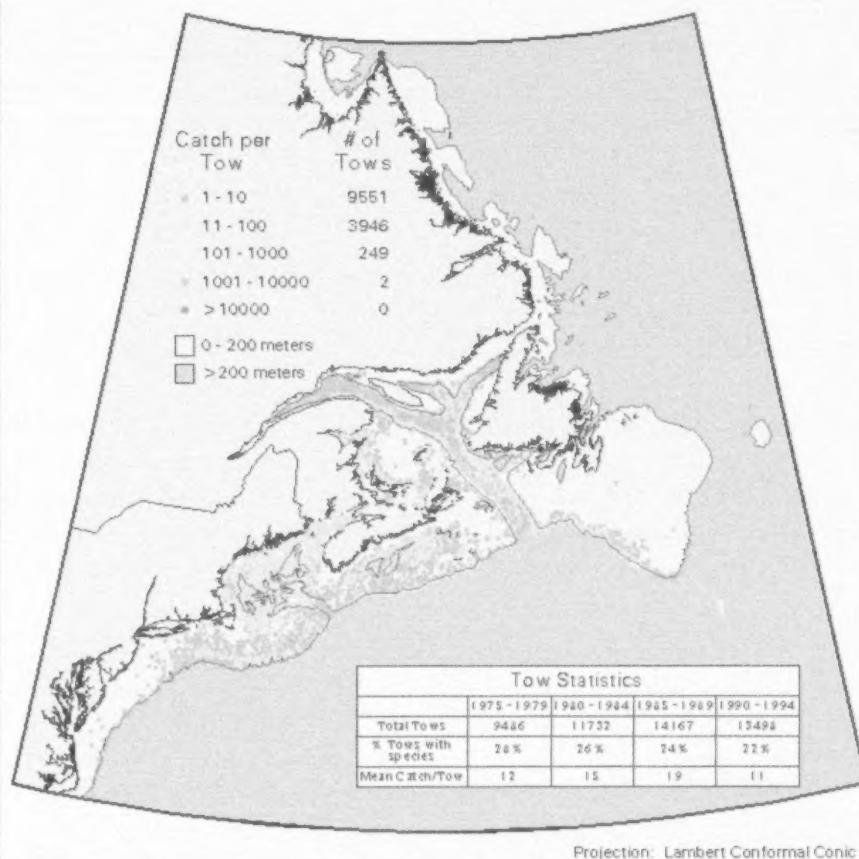 Catch per Tow # of Tows
1 - 10 9551
11 - 100 3946
101 - 1000 249
1001 - 10000 2
> 10000 0
0 - 200 meters
> 200 meters
Tow Statistics
1975 - 1979 1980 - 1984 1985 - 1989 1990 - 1994
Total Tows 9486 11732 14167 13498
% Tows with species 28% 26% 24% 22%
Mean Catch/Tow 12 15 19 11
Projection: Lambert Conformal Conic